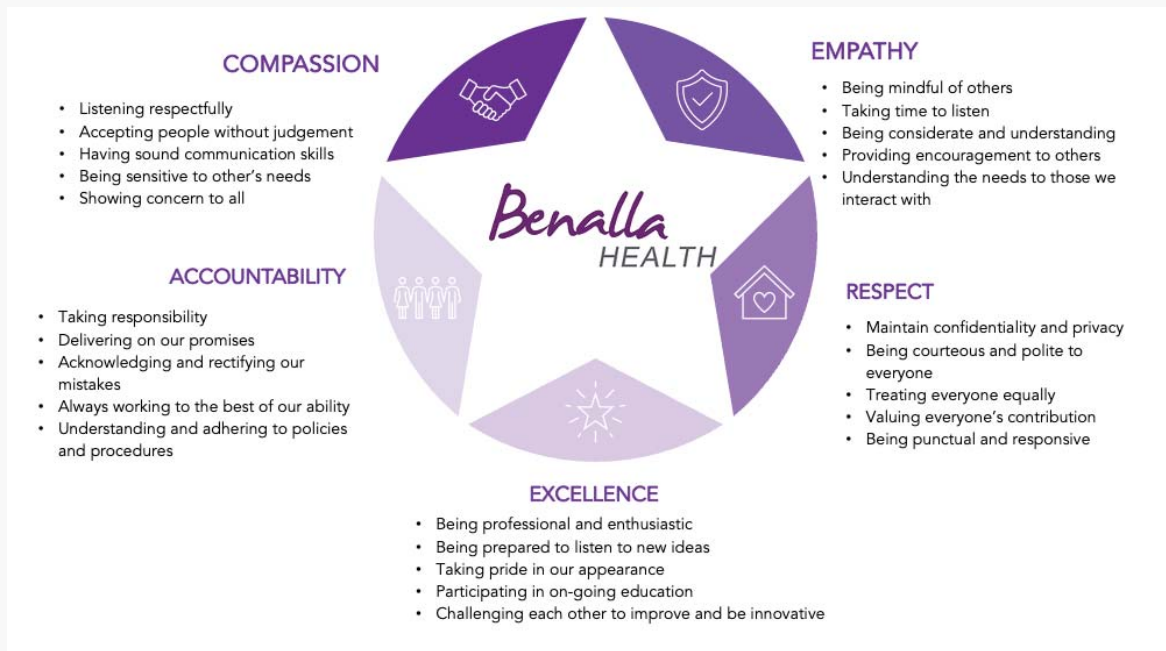 COMPASSION
• Listening respectfully
• Accepting people without judgement
• Having sound communication skills
• Being sensitive to other's needs
• Showing concern to all
EMPATHY
• Being mindful of others
• Taking time to listen
• Being considerate and understanding
• Providing encouragement to others
• Understanding the needs to those we
interact with
Benalla
HEALTH
ACCOUNTABILITY
• Taking responsibility
• Delivering on our promises
• Acknowledging and rectifying our
mistakes
• Always working to the best of our ability
• Understanding and adhering to policies
and procedures
RESPECT
• Maintain confidentiality and privacy
• Being courteous and polite to
everyone
• Treating everyone equally
• Valuing everyone's contribution
• Being punctual and responsive
EXCELLENCE
• Being professional and enthusiastic
• Being prepared to listen to new ideas
• Taking pride in our appearance
• Participating in on-going education
• Challenging each other to improve and be innovative